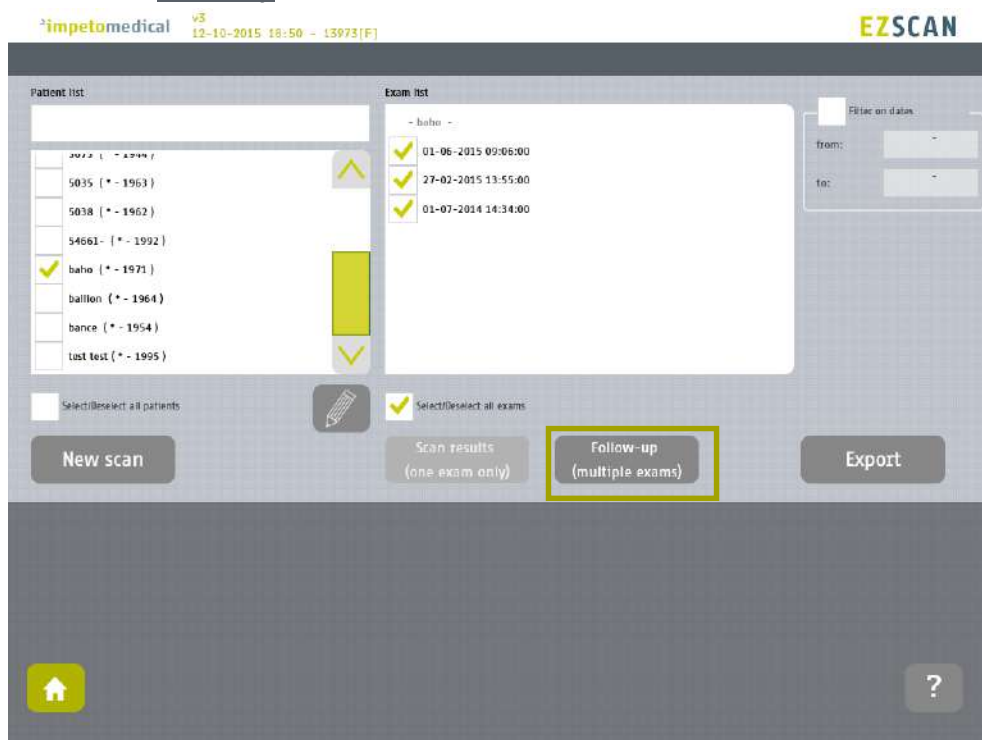 impetomedical
v3
12-10-2015 18:50 - 13973[F]
EZSCAN
Patient list
Exam list
- baho -
01-06-2015 09:06:00
27-02-2015 13:55:00
01-07-2014 14:34:00
Filter on dates
from: -
to: -
5035 (* - 1963)
5038 (* - 1962)
54661- (* - 1992)
baho (* - 1971)
ballion (* - 1964)
bance (* - 1954)
test test (* - 1995)
Select/Deselect all patients
Select/Deselect all exams
New scan
Scan results
(one exam only)
Follow-up
(multiple exams)
Export
?